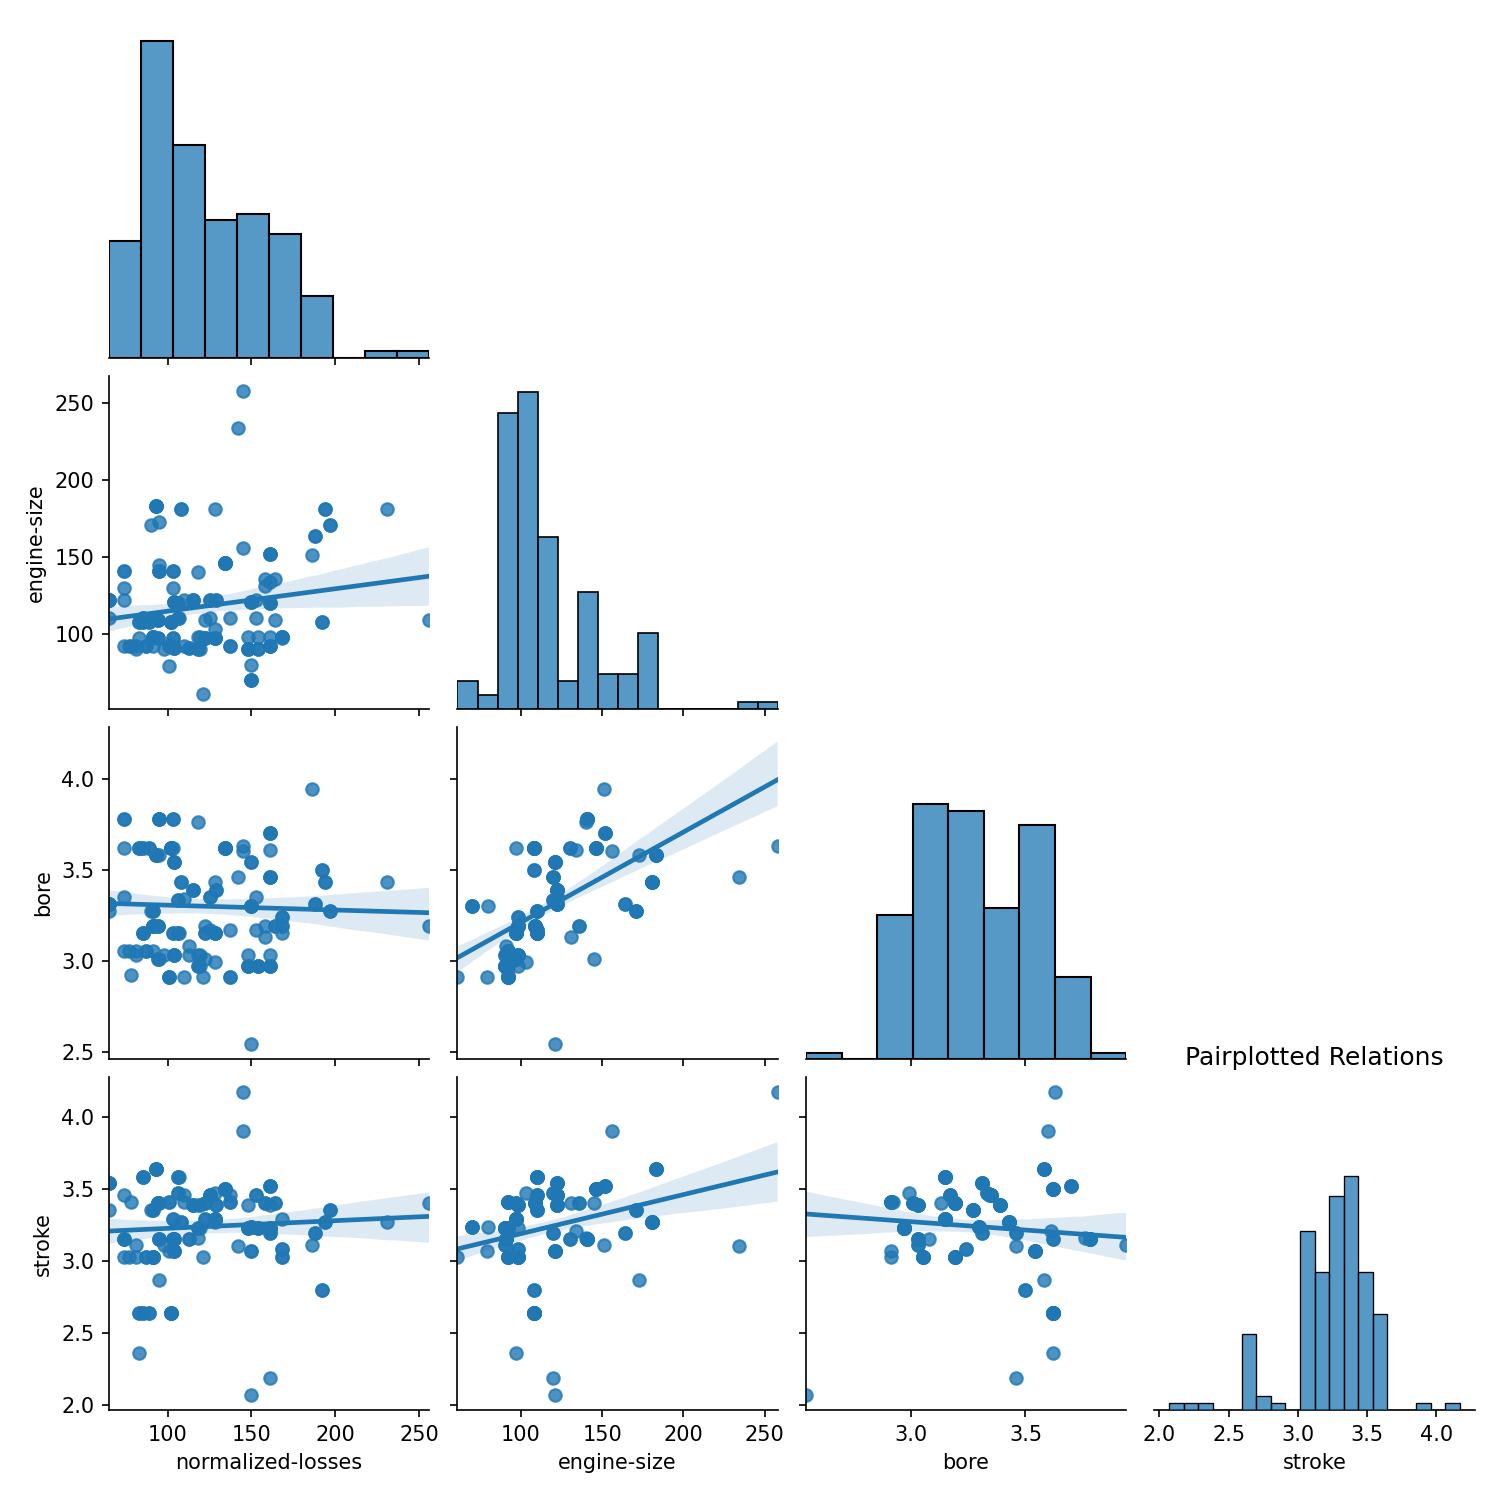 250
200
150
100
engine-size
4.0
3.5
3.0
2.5
bore
Pairplotted Relations
4.0
3.5
3.0
2.5
2.0
stroke
100 150 200 250
normalized-losses
100 150 200 250
engine-size
3.0 3.5
bore
2.0 2.5 3.0 3.5 4.0
stroke